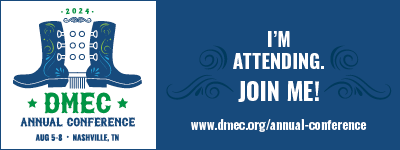 · 2024 ·
DMEC
ANNUAL CONFERENCE
AUG 5-8 • NASHVILLE, TN
I'M
ATTENDING.
JOIN ME!
www.dmec.org/annual-conference